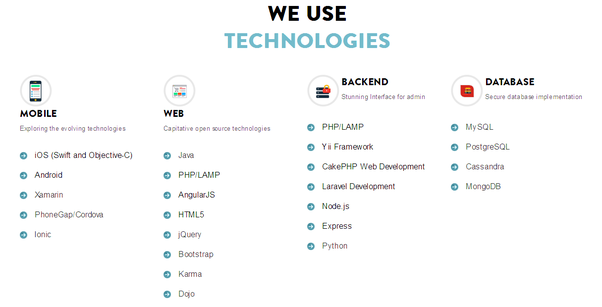 WE USE
TECHNOLOGIES
MOBILE
Exploring the evolving technologies
iOS (Swift and Objective-C)
Android
Xamarin
PhoneGap/Cordova
Ionic
WEB
Capitative open source technologies
Java
PHP/LAMP
AngularJS
HTML5
jQuery
Bootstrap
Karma
Dojo
BACKEND
Stunning Interface for admin
PHP/LAMP
Yii Framework
CakePHP Web Development
Laravel Development
Node.js
Express
Python
DATABASE
Secure database implementation
MySQL
PostgreSQL
Cassandra
MongoDB